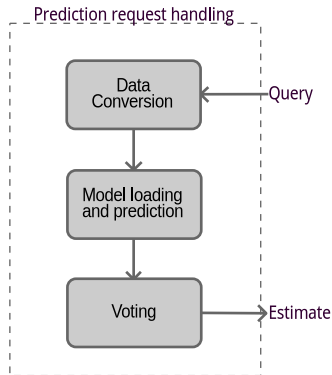 Prediction request handling
Data
Conversion
Query
Model loading
and prediction
Voting
Estimate